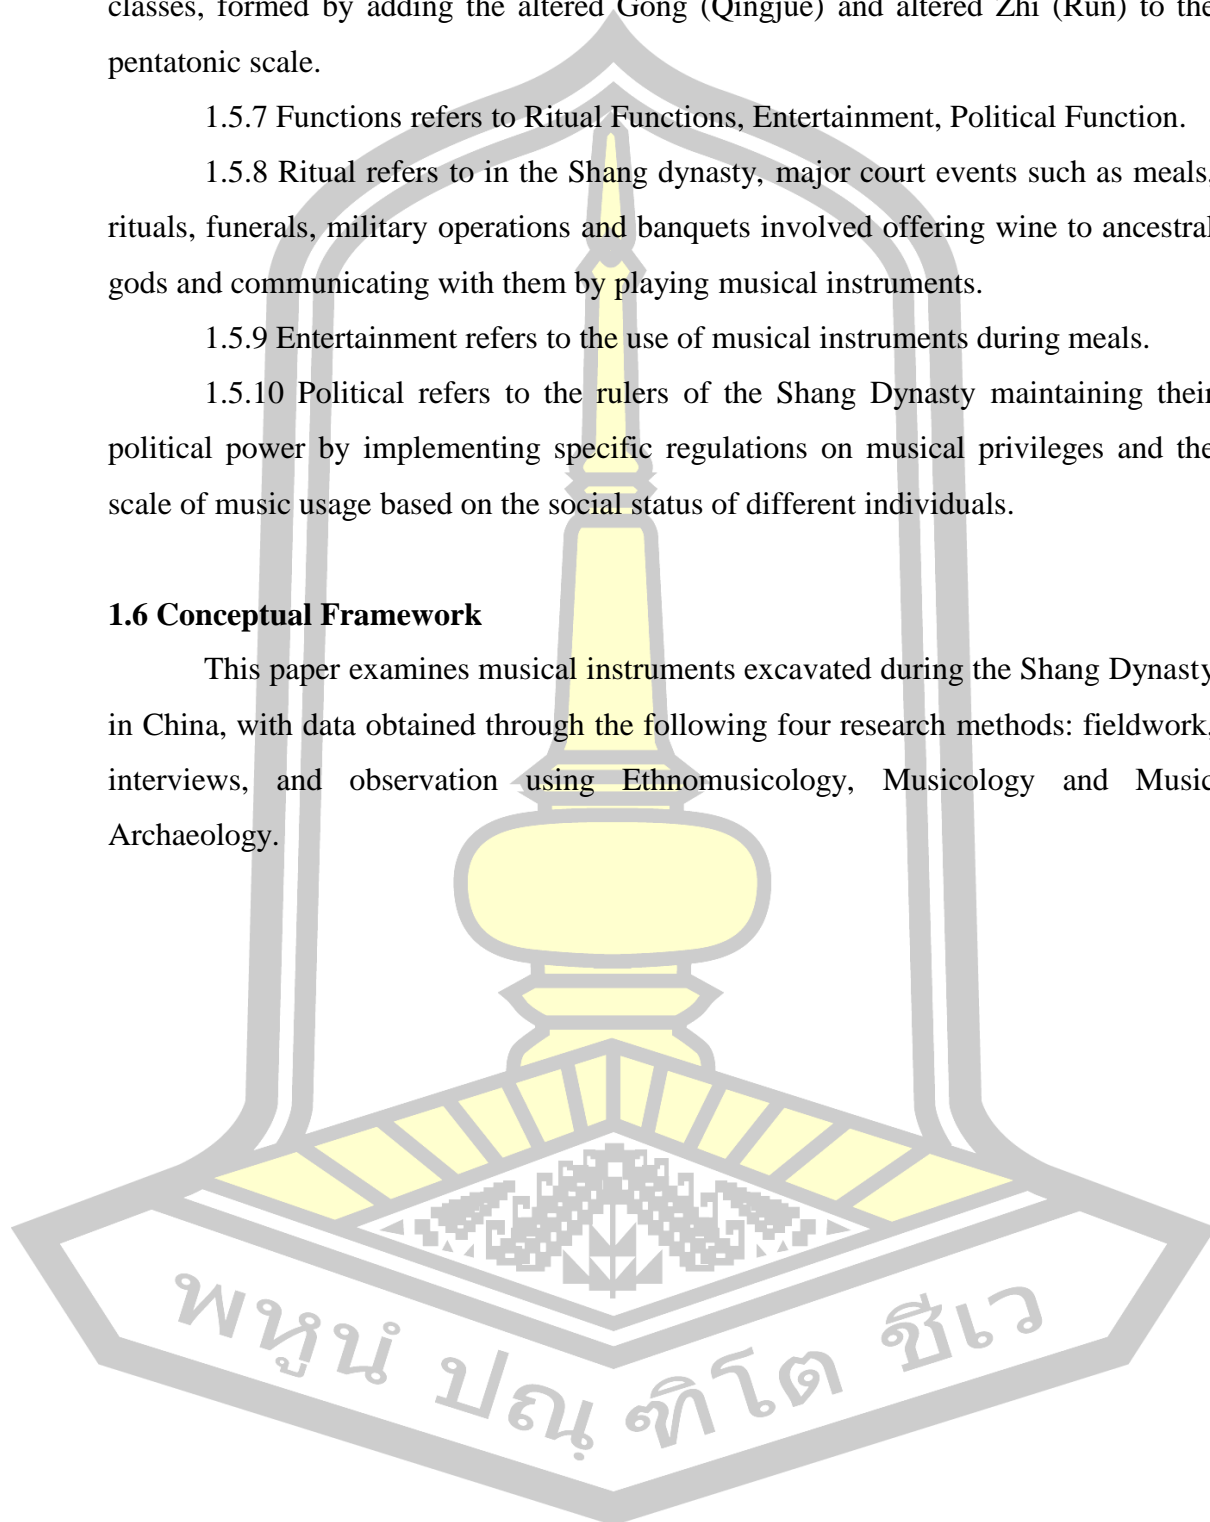 classes, formed by adding the altered Gong (Qingjue) and altered Zhi (Run) to the
pentatonic scale.
1.5.7 Functions refers to Ritual Functions, Entertainment, Political Function.
1.5.8 Ritual refers to in the Shang dynasty, major court events such as meals,
rituals, funerals, military operations and banquets involved offering wine to ancestral
gods and communicating with them by playing musical instruments.
1.5.9 Entertainment refers to the use of musical instruments during meals.
1.5.10 Political refers to the rulers of the Shang Dynasty maintaining their
political power by implementing specific regulations on musical privileges and the
scale of music usage based on the social status of different individuals.
1.6 Conceptual Framework
This paper examines musical instruments excavated during the Shang Dynasty
in China, with data obtained through the following four research methods: fieldwork,
interviews, and observation using Ethnomusicology, Musicology and Music
Archaeology.
พหูนํ ปณฺฑิโต ชีเว